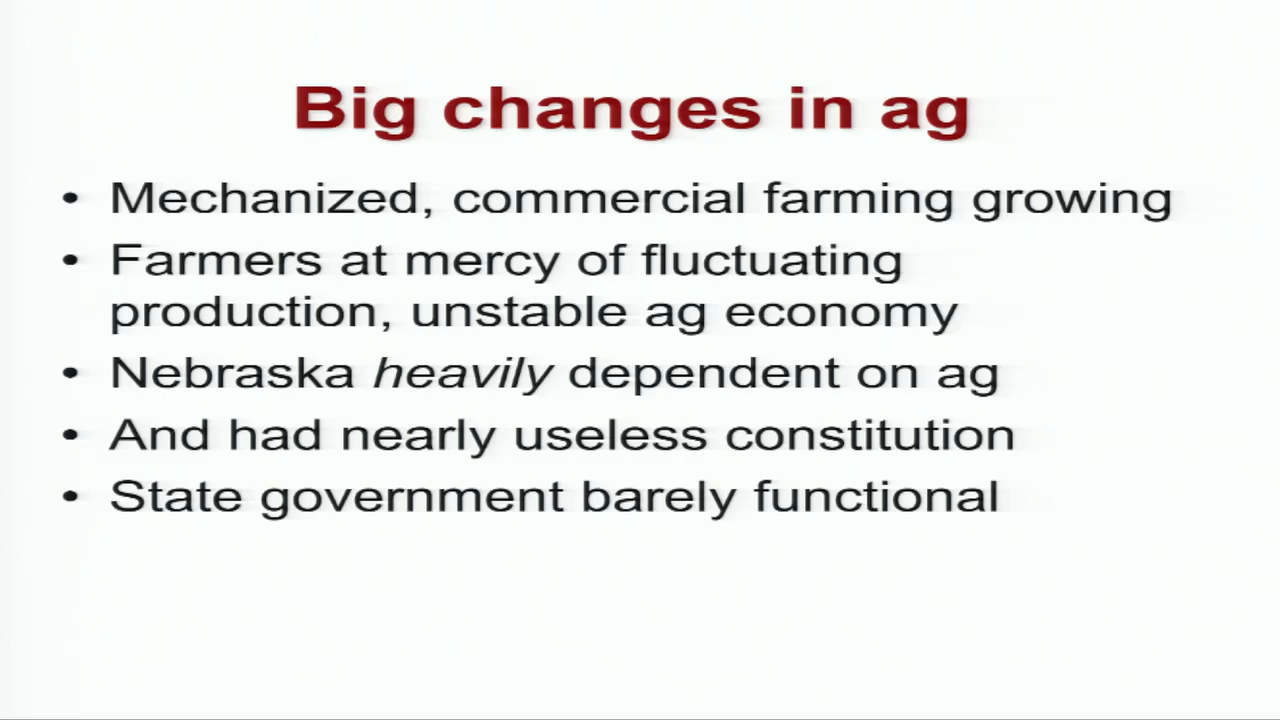 Big changes in ag
• Mechanized, commercial farming growing
• Farmers at mercy of fluctuating
production, unstable ag economy
• Nebraska heavily dependent on ag
• And had nearly useless constitution
• State government barely functional